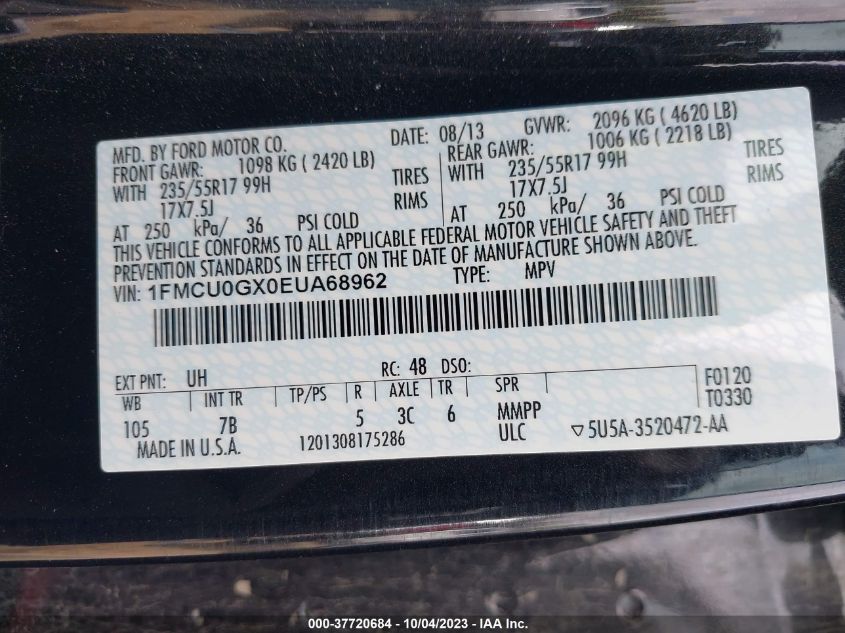 MFD. BY FORD MOTOR CO. DATE: 08/13 GVWR: 2096 KG ( 4620 LB)
FRONT GAWR: 1098 KG ( 2420 LB) REAR GAWR: 1006 KG ( 2218 LB)
WITH 235/55R17 99H TIRES WITH 235/55R17 99H TIRES
17X7.5J RIMS 17X7.5J RIMS
AT 250 kPa/ 36 PSI COLD AT 250 kPa/ 36 PSI COLD
THIS VEHICLE CONFORMS TO ALL APPLICABLE FEDERAL MOTOR VEHICLE SAFETY AND THEFT
PREVENTION STANDARDS IN EFFECT ON THE DATE OF MANUFACTURE SHOWN ABOVE.
VIN: 1FMCU0GX0EUA68962 TYPE: MPV
EXT PNT: UH RC: 48 DSO:
WB INT TR TP/PS R AXLE TR SPR F0120
105 7B 5 3C 6 MMPP T0330
MADE IN U.S.A. 1201308175286 ULC ▽5U5A-3520472-AA
000-37720684 - 10/04/2023 - IAA Inc.